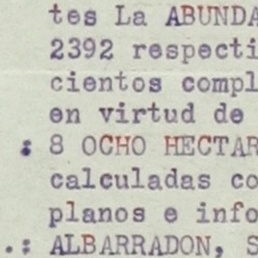 tes La ABUNDA
2392 respecti
cientos compl
en virtud de
: 8 OCHO HECTAR
calculadas co
planos e info
.: ALBARRADON, S